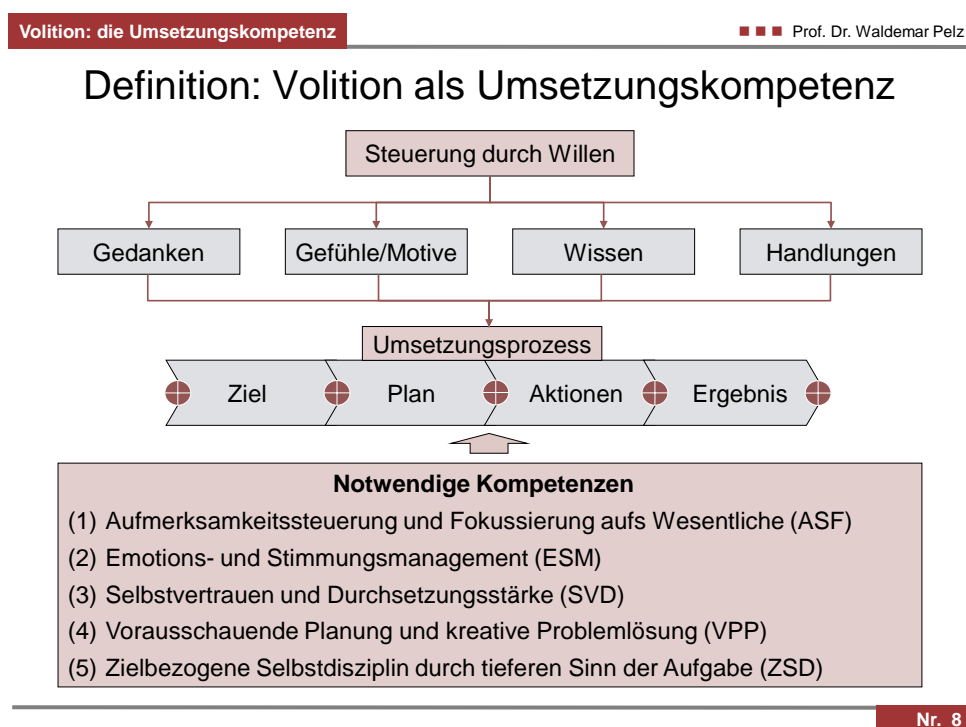 Volition: die Umsetzungskompetenz
Prof. Dr. Waldemar Pelz
Definition: Volition als Umsetzungskompetenz
Steuerung durch Willen
Gedanken
Gefühle/Motive
Wissen
Handlungen
Umsetzungsprozess
Ziel
Plan
Aktionen
Ergebnis
Notwendige Kompetenzen
(1) Aufmerksamkeitssteuerung und Fokussierung aufs Wesentliche (ASF)
(2) Emotions- und Stimmungsmanagement (ESM)
(3) Selbstvertrauen und Durchsetzungsstärke (SVD)
(4) Vorausschauende Planung und kreative Problemlösung (VPP)
(5) Zielbezogene Selbstdisziplin durch tieferen Sinn der Aufgabe (ZSD)
Nr. 8